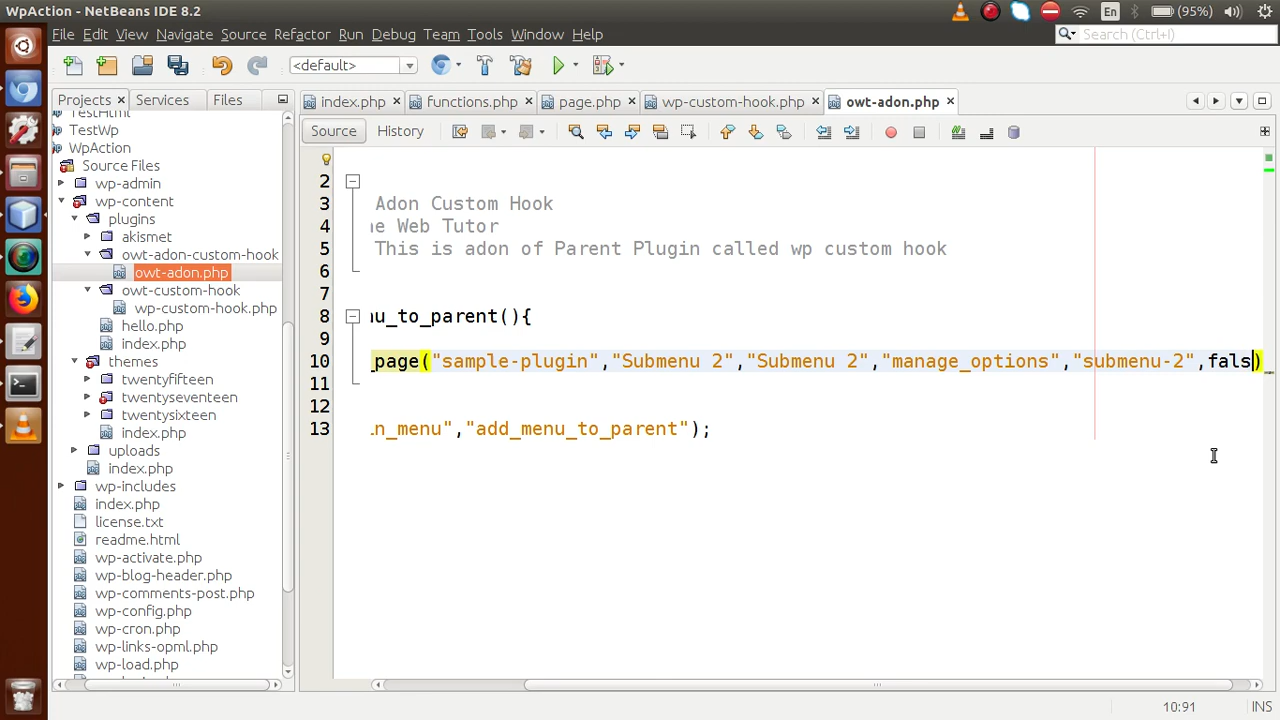 WpAction - NetBeans IDE 8.2
En
(95%)
File Edit View Navigate Source Refactor Run Debug Team Tools Window Help
Search (Ctrl+I)
<default>
Projects Services Files
index.php functions.php page.php wp-custom-hook.php owt-adon.php
Source History
TestHtml
TestWp
WpAction
Source Files
wp-admin
wp-content
plugins
akismet
owt-adon-custom-hook
owt-adon.php
owt-custom-hook
wp-custom-hook.php
hello.php
index.php
themes
twentyfifteen
twentyseventeen
twentysixteen
index.php
uploads
index.php
wp-includes
index.php
license.txt
readme.html
wp-activate.php
wp-blog-header.php
wp-comments-post.php
wp-config.php
wp-cron.php
wp-links-opml.php
wp-load.php
2
3 Adon Custom Hook
4 ne Web Tutor
5 This is adon of Parent Plugin called wp custom hook
6
7
8 nu_to_parent(){
9
10 _page("sample-plugin","Submenu 2","Submenu 2","manage_options","submenu-2",fals)
11
12
13 in_menu","add_menu_to_parent");
10:91 INS